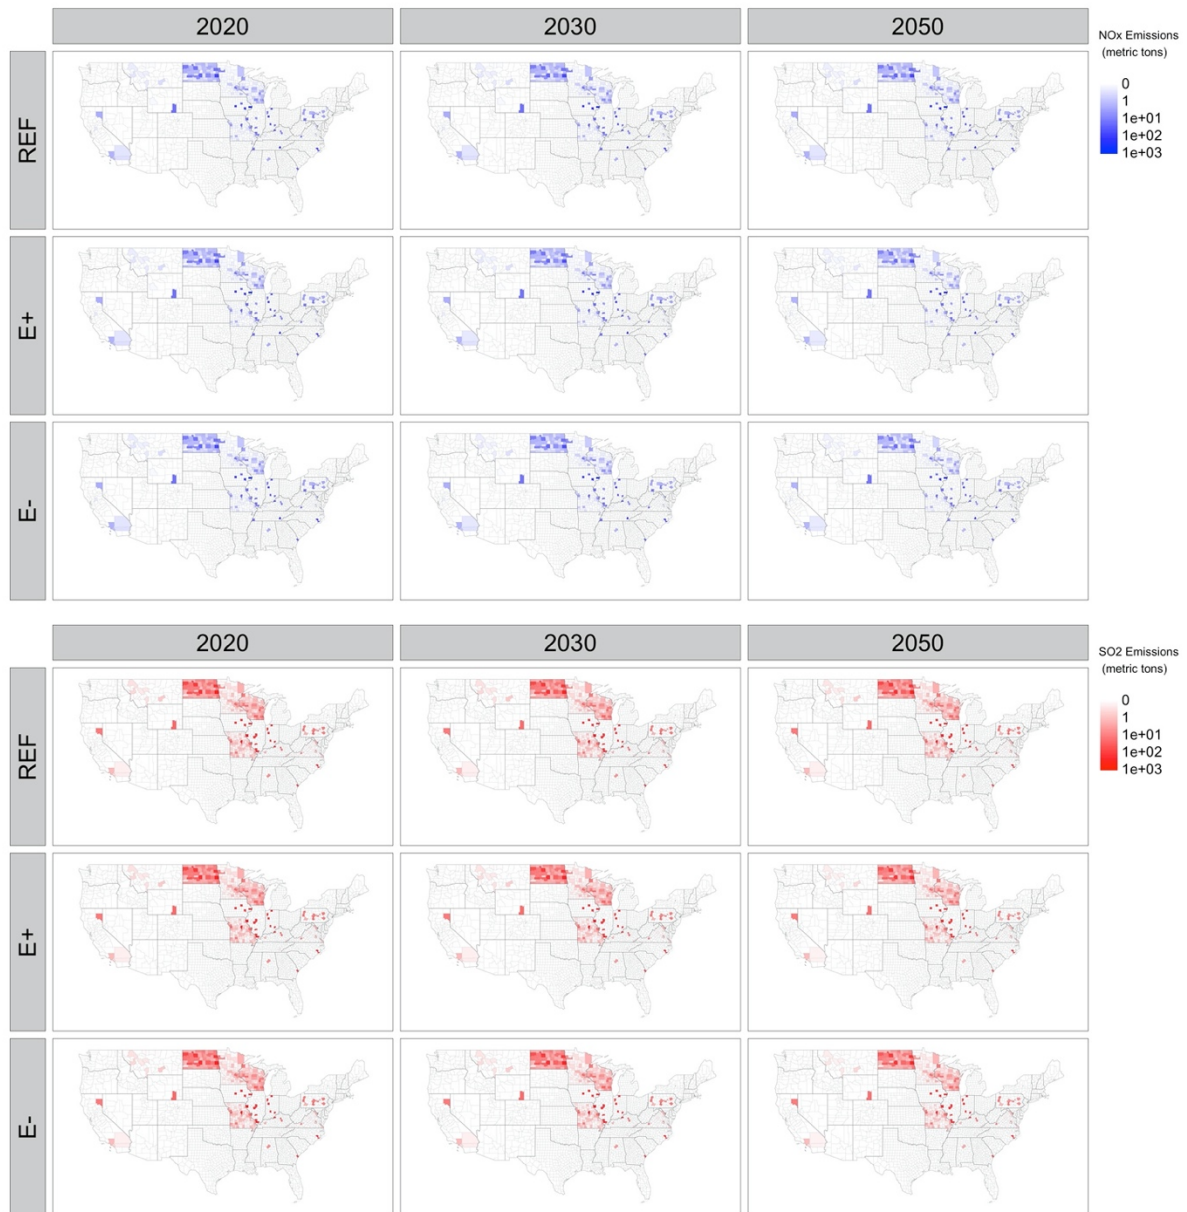 2020 2030 2050
NOx Emissions
(metric tons)
0
1
1e+01
1e+02
1e+03
REF
E+
E-
2020 2030 2050
SO2 Emissions
(metric tons)
0
1
1e+01
1e+02
1e+03
REF
E+
E-